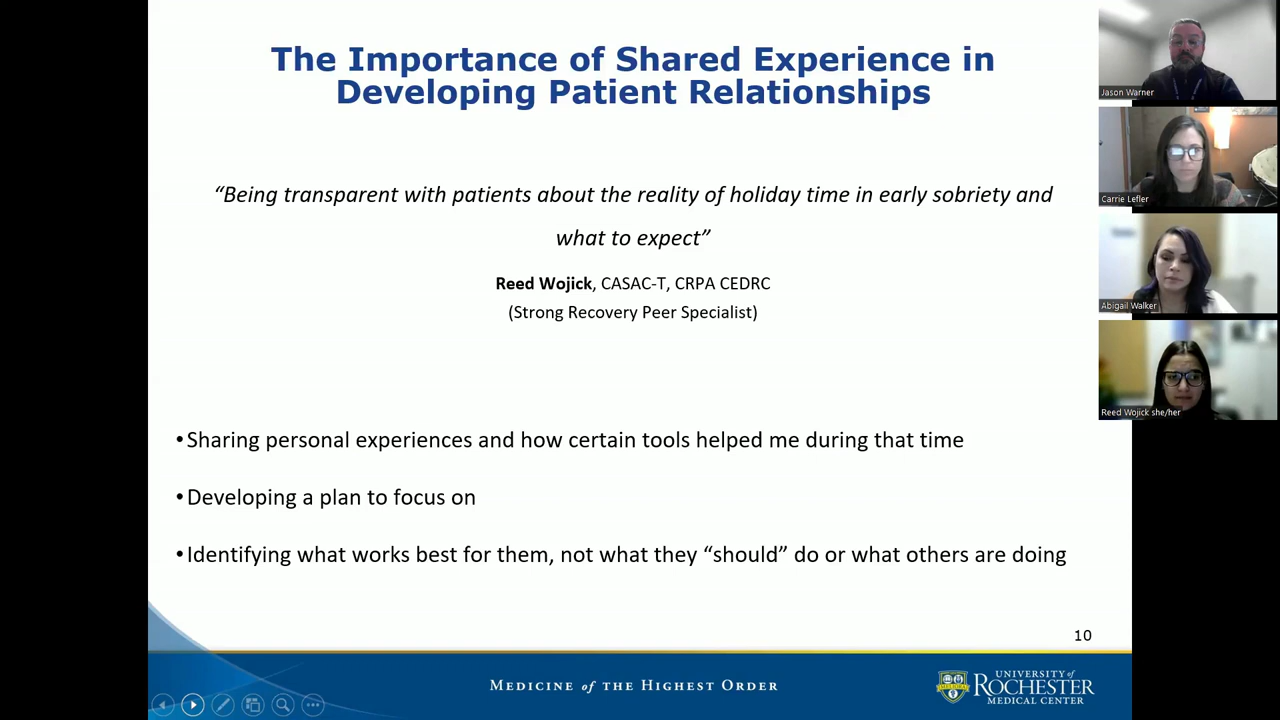 The Importance of Shared Experience in
Developing Patient Relationships
“Being transparent with patients about the reality of holiday time in early sobriety and
what to expect”
Reed Wojick, CASAC-T, CRPA CEDRC
(Strong Recovery Peer Specialist)
•Sharing personal experiences and how certain tools helped me during that time
•Developing a plan to focus on
•Identifying what works best for them, not what they “should” do or what others are doing
10
MEDICINE of THE HIGHEST ORDER
UNIVERSITY of
ROCHESTER
MEDICAL CENTER
Jason Warner
Carrie Lefler
Abigail Walker
Reed Wojick she/her